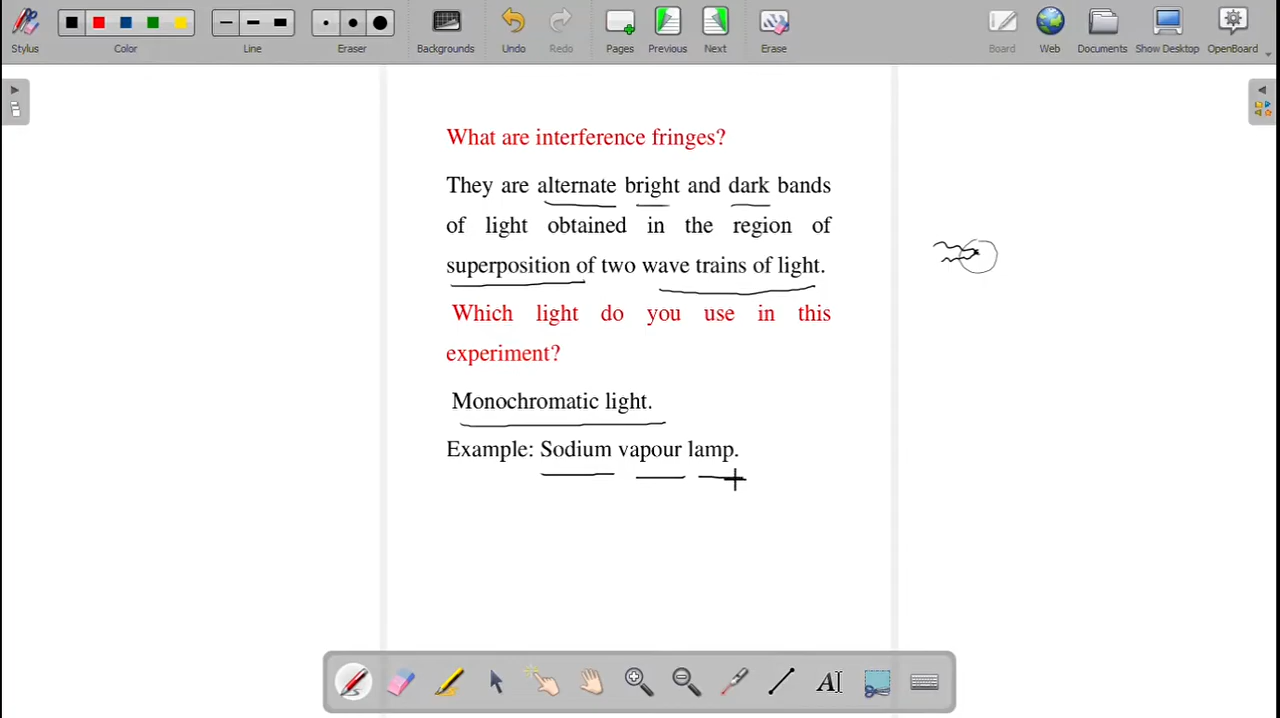 Stylus Color Line Eraser Backgrounds Undo Redo Pages Previous Next Erase Board Web Documents Show Desktop OpenBoard
What are interference fringes?
They are alternate bright and dark bands
of light obtained in the region of
superposition of two wave trains of light.
Which light do you use in this
experiment?
Monochromatic light.
Example: Sodium vapour lamp.
AI